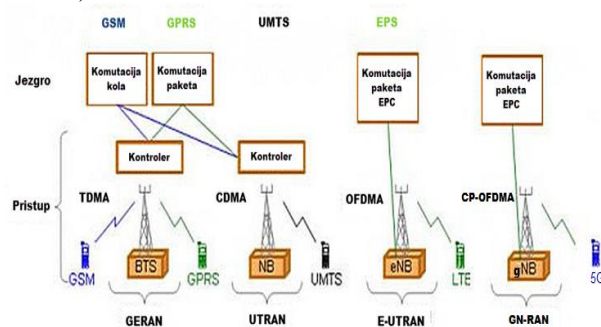 GSM GPRS UMTS EPS
Jezgro
Komutacija
kola
Komutacija
paketa
Komutacija
paketa
EPC
Komutacija
paketa
EPC
Kontroler
Kontroler
Pristup
TDMA
CDMA
OFDMA
CP-OFDMA
GSM
BTS
GPRS
NB
UMTS
eNB
LTE
gNB
5G
GERAN
UTRAN
E-UTRAN
GN-RAN